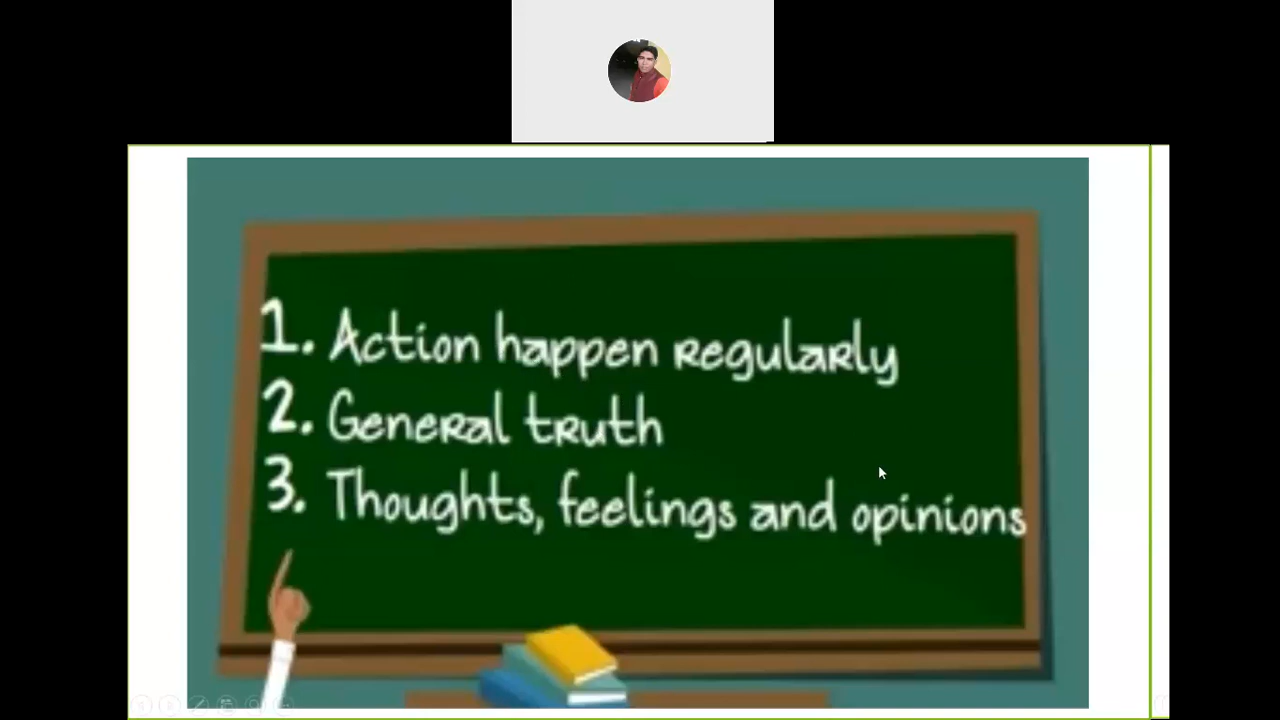 1. Action happen regularly
2. General truth
3. Thoughts, feelings and opinions